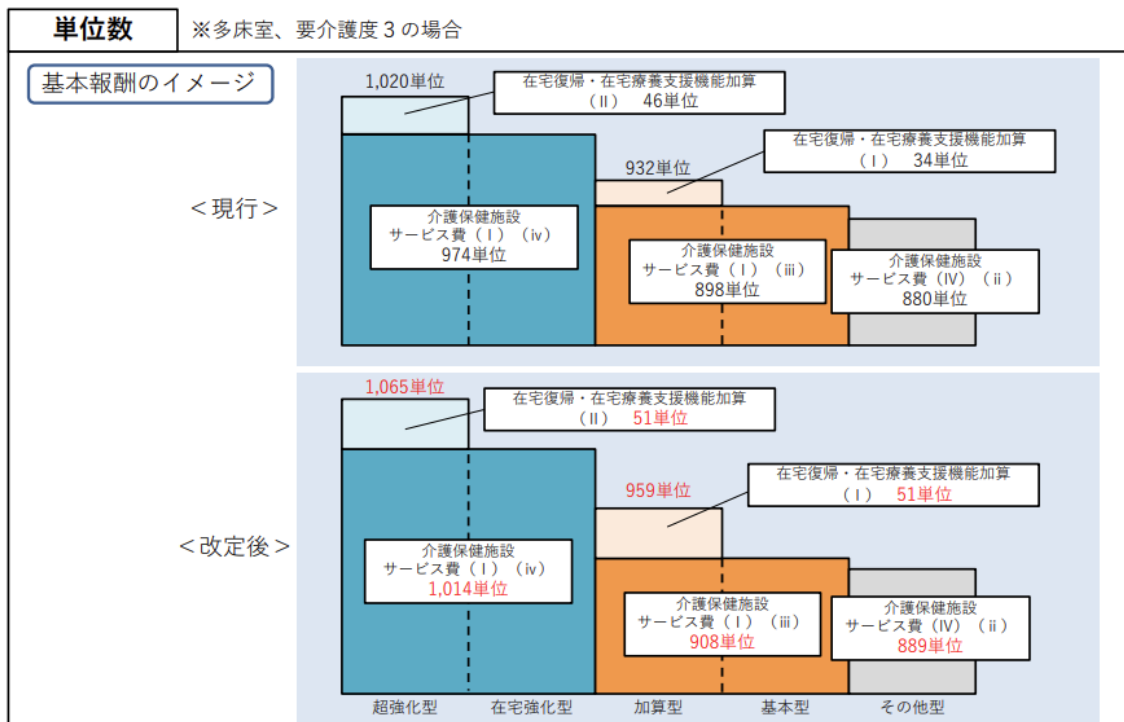 単位数
※多床室、要介護度3の場合
基本報酬のイメージ
＜現行＞
1,020単位
在宅復帰・在宅療養支援機能加算
（Ⅱ） 46単位
932単位
在宅復帰・在宅療養支援機能加算
（Ⅰ） 34単位
介護保健施設
サービス費（Ⅰ）（ⅳ）
974単位
介護保健施設
サービス費（Ⅰ）（ⅲ）
898単位
介護保健施設
サービス費（Ⅳ）（ⅱ）
880単位
＜改定後＞
1,065単位
在宅復帰・在宅療養支援機能加算
（Ⅱ） 51単位
959単位
在宅復帰・在宅療養支援機能加算
（Ⅰ） 51単位
介護保健施設
サービス費（Ⅰ）（ⅳ）
1,014単位
介護保健施設
サービス費（Ⅰ）（ⅲ）
908単位
介護保健施設
サービス費（Ⅳ）（ⅱ）
889単位
超強化型 在宅強化型 加算型 基本型 その他型